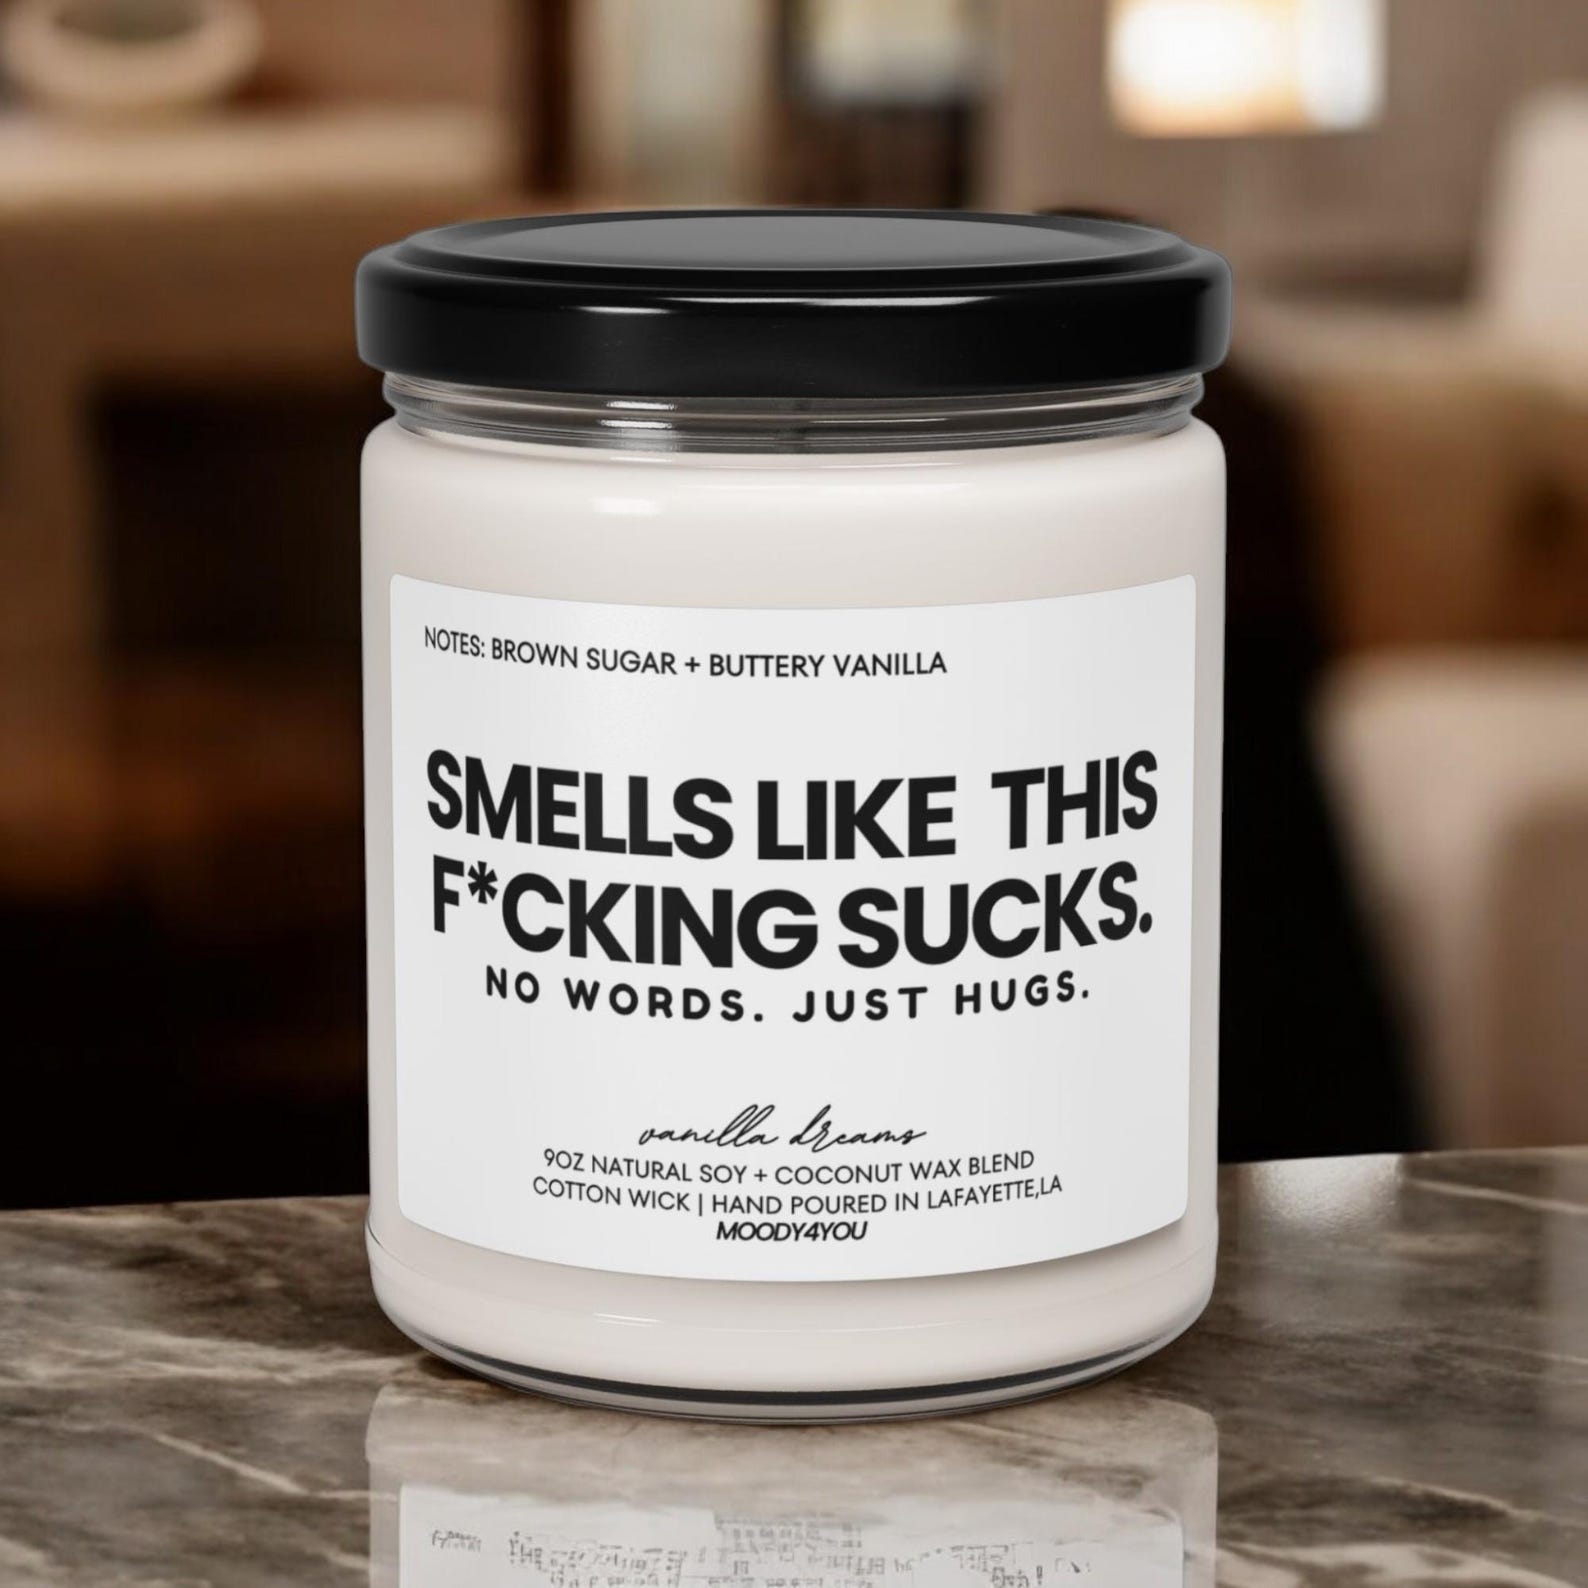 NOTES: BROWN SUGAR + BUTTERY VANILLA
SMELLS LIKE THIS
F*CKING SUCKS.
NO WORDS. JUST HUGS.
vanilla dreams
9OZ NATURAL SOY + COCONUT WAX BLEND
COTTON WICK | HAND POURED IN LAFAYETTE,LA
MOODY4YOU